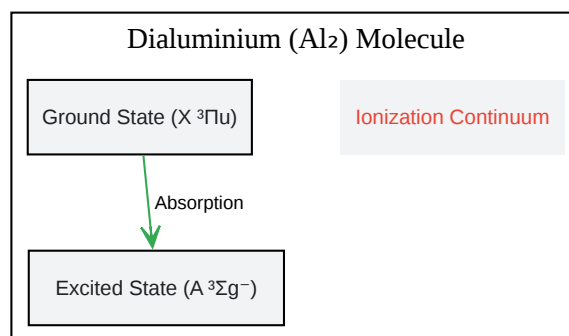 Dialuminium (Al₂) Molecule
Ground State (X ³Πu)
Ionization Continuum
Absorption
Excited State (A ³Σg⁻)